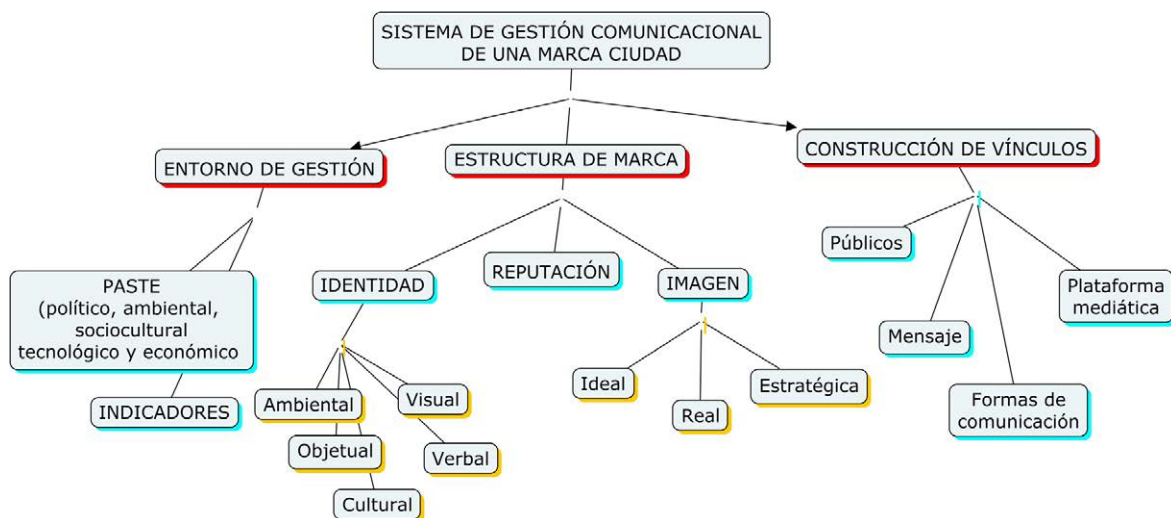 SISTEMA DE GESTIÓN COMUNICACIONAL
DE UNA MARCA CIUDAD
ENTORNO DE GESTIÓN
ESTRUCTURA DE MARCA
CONSTRUCCIÓN DE VÍNCULOS
PASTE
(político, ambiental,
sociocultural
tecnológico y económico
INDICADORES
IDENTIDAD
REPUTACIÓN
IMAGEN
Ambiental
Visual
Objetual
Verbal
Cultural
Ideal
Real
Estratégica
Públicos
Mensaje
Formas de
comunicación
Plataforma
mediática